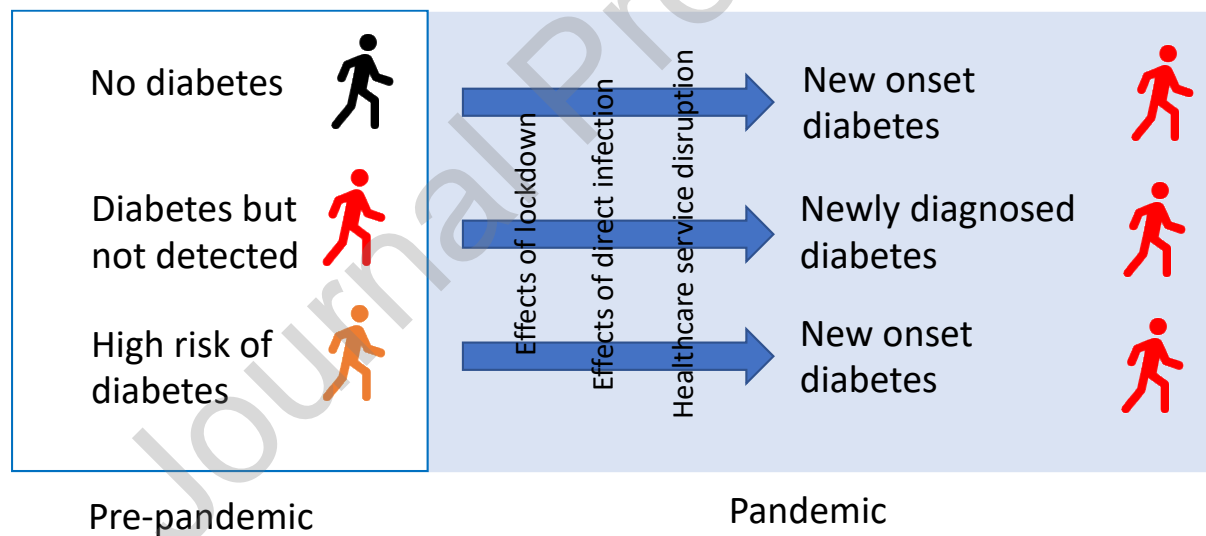 No diabetes
Diabetes but
not detected
High risk of
diabetes
Effects of lockdown
Effects of direct infection
Healthcare service disruption
New onset
diabetes
Newly diagnosed
diabetes
New onset
diabetes
Pre-pandemic
Pandemic
Journal Pro